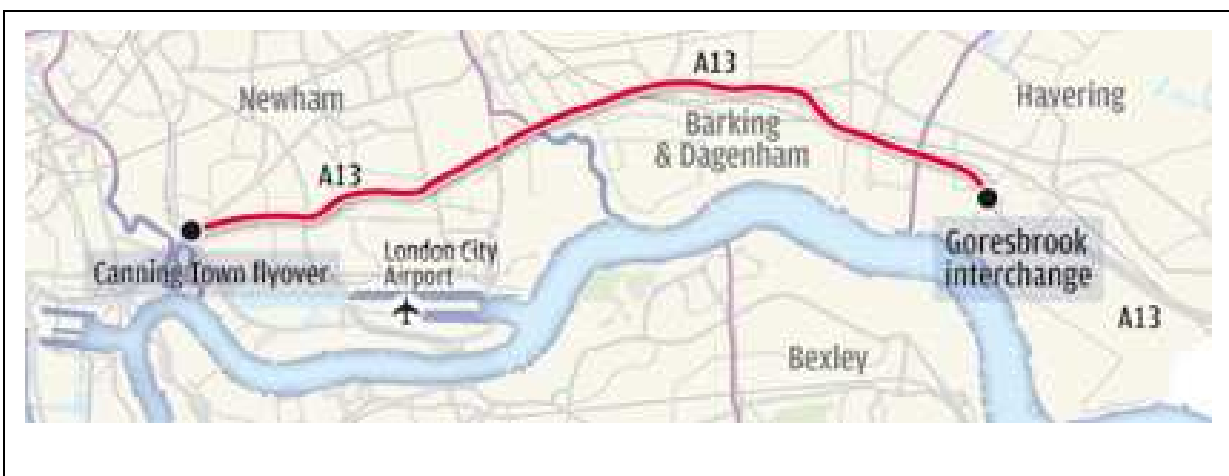 A13
Newham
Havering
Barking
& Dagenham
A13
London City
Airport
Canning Town flyover
Goresbrook
interchange
A13
Bexley